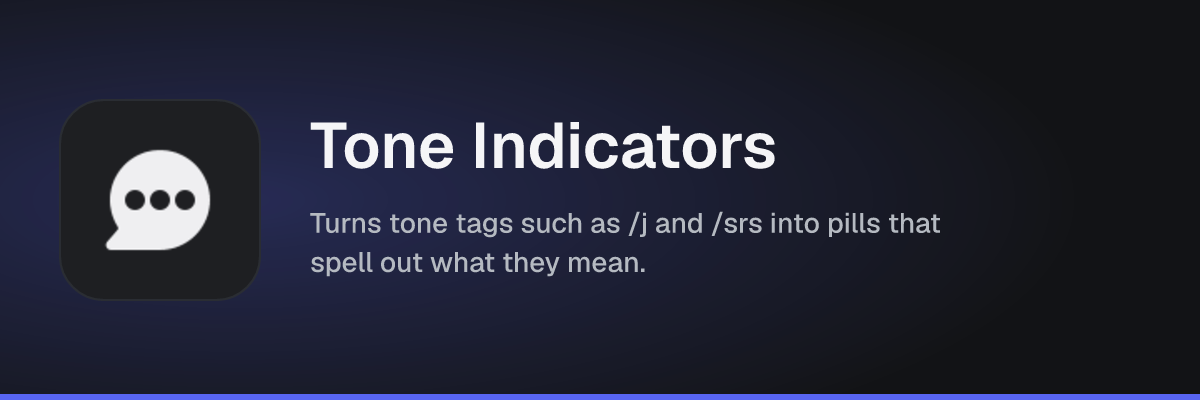 Tone Indicators
Turns tone tags such as /j and /srs into pills that
spell out what they mean.